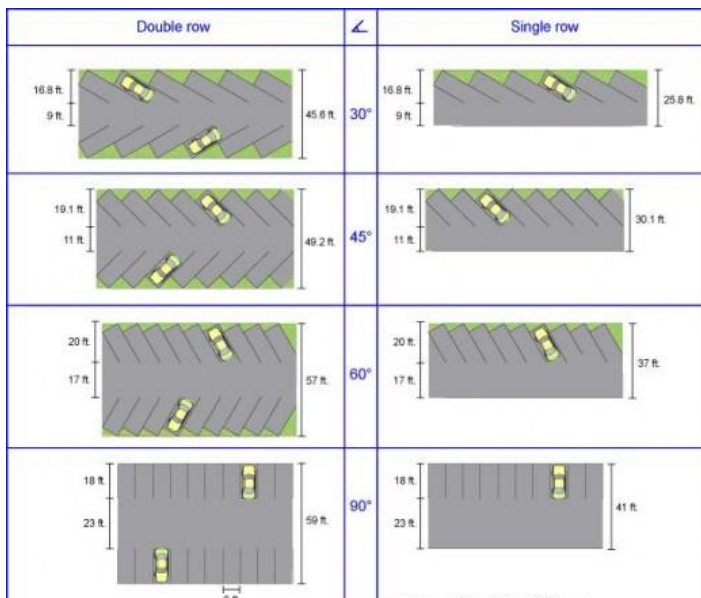 Double row ∠ Single row
16.8 ft.
9 ft.
45.6 ft.
30°
16.8 ft.
9 ft.
25.8 ft.
19.1 ft.
11 ft.
49.2 ft.
45°
19.1 ft.
11 ft.
30.1 ft.
20 ft.
17 ft.
57 ft.
60°
20 ft.
17 ft.
37 ft.
18 ft.
23 ft.
59 ft.
90°
18 ft.
23 ft.
41 ft.